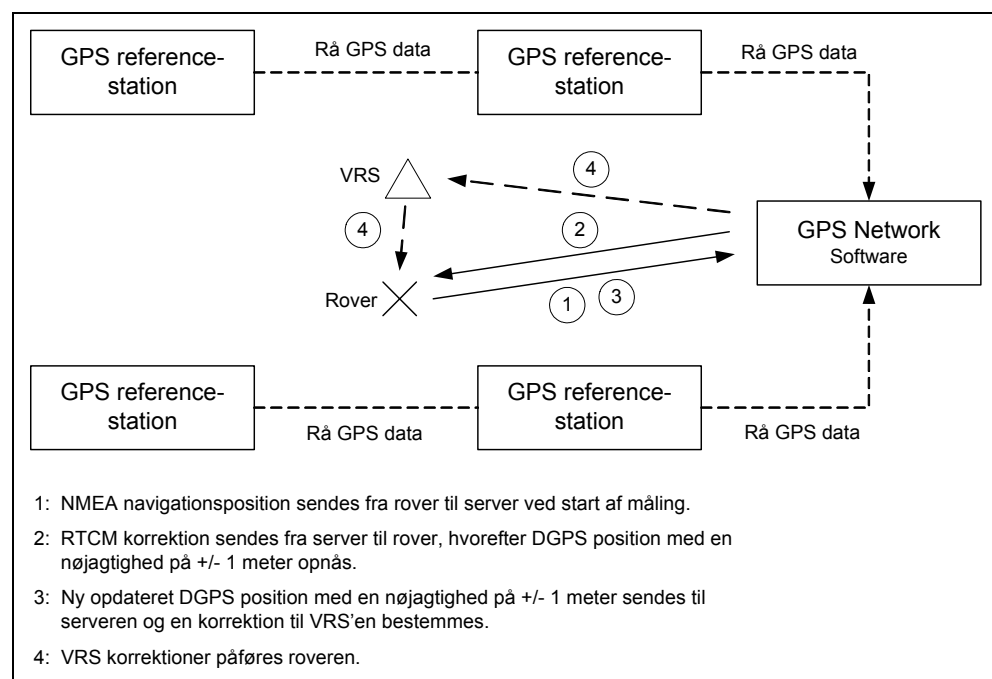 GPS reference-
station
Rå GPS data
GPS reference-
station
Rå GPS data
VRS
4
4
2
GPS Network
Software
Rover
1
3
GPS reference-
station
Rå GPS data
GPS reference-
station
Rå GPS data
1: NMEA navigationsposition sendes fra rover til server ved start af måling.
2: RTCM korrektion sendes fra server til rover, hvorefter DGPS position med en
nøjagtighed på +/- 1 meter opnås.
3: Ny opdateret DGPS position med en nøjagtighed på +/- 1 meter sendes til
serveren og en korrektion til VRS'en bestemmes.
4: VRS korrektioner påføres roveren.